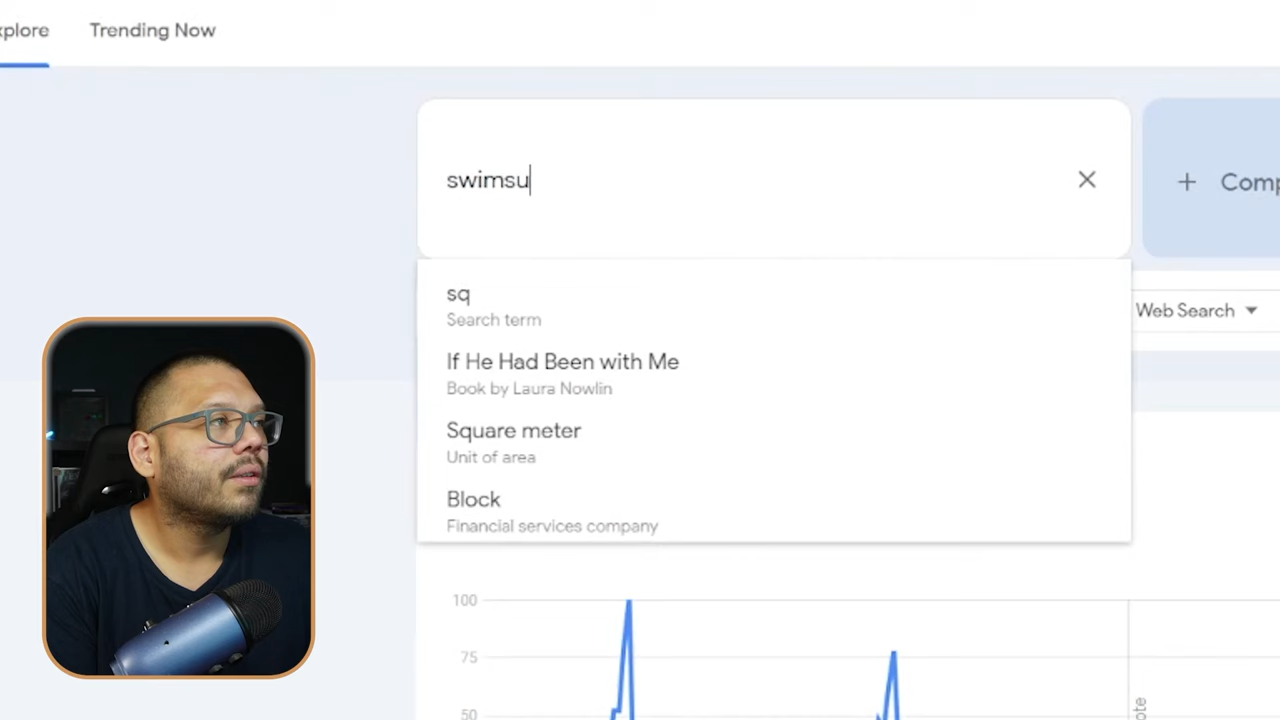 xplore
Trending Now
swimsu
+ Comp
sq
Search term
If He Had Been with Me
Book by Laura Nowlin
Square meter
Unit of area
Block
Financial services company
Web Search
100
75
50
ote